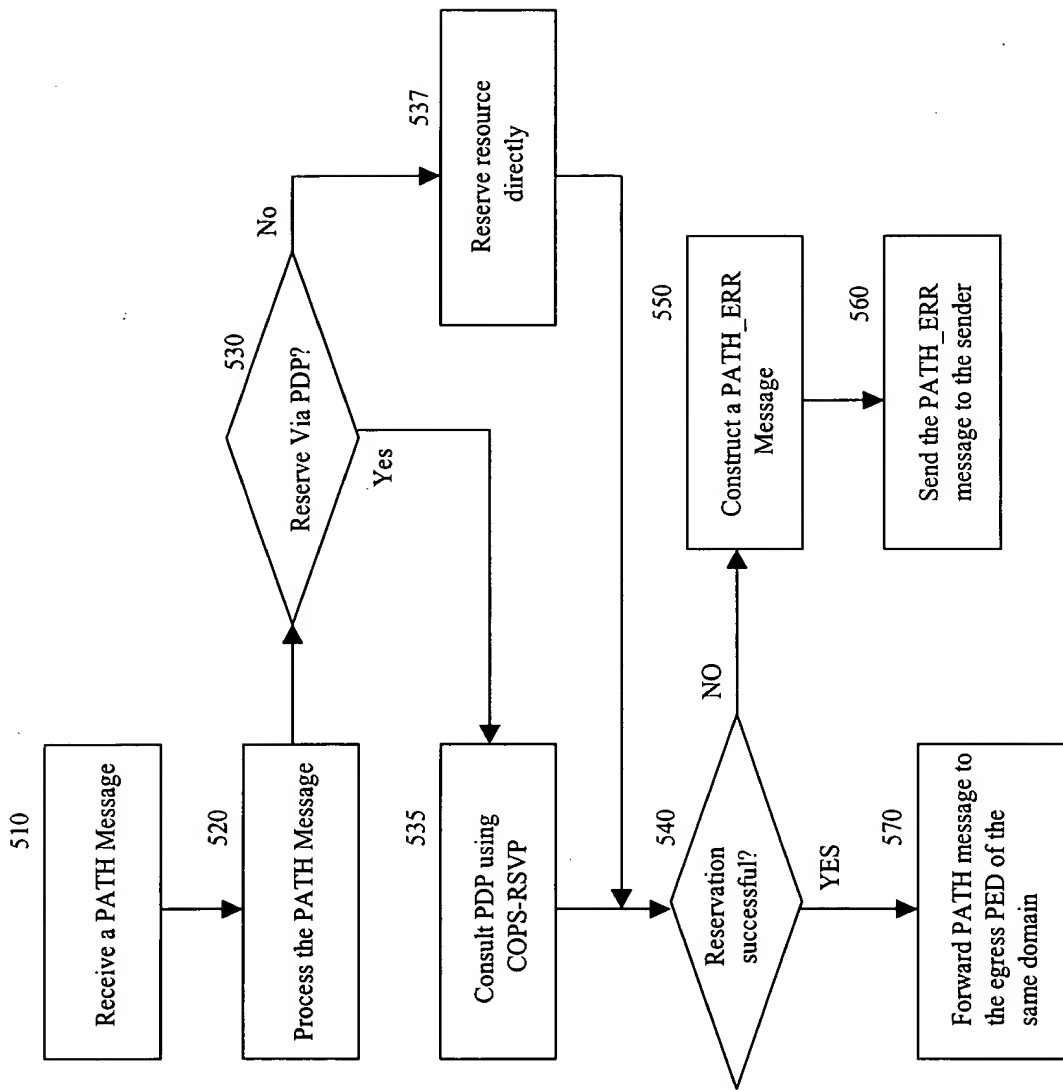 510
Receive a PATH Message
520
Process the PATH Message
530
Reserve Via PDP?
No
Yes
537
Reserve resource
directly
535
Consult PDP using
COPS-RSVP
540
Reservation
successful?
NO
YES
550
Construct a PATH_ERR
Message
560
Send the PATH_ERR
message to the sender
570
Forward PATH message to
the egress PED of the
same domain